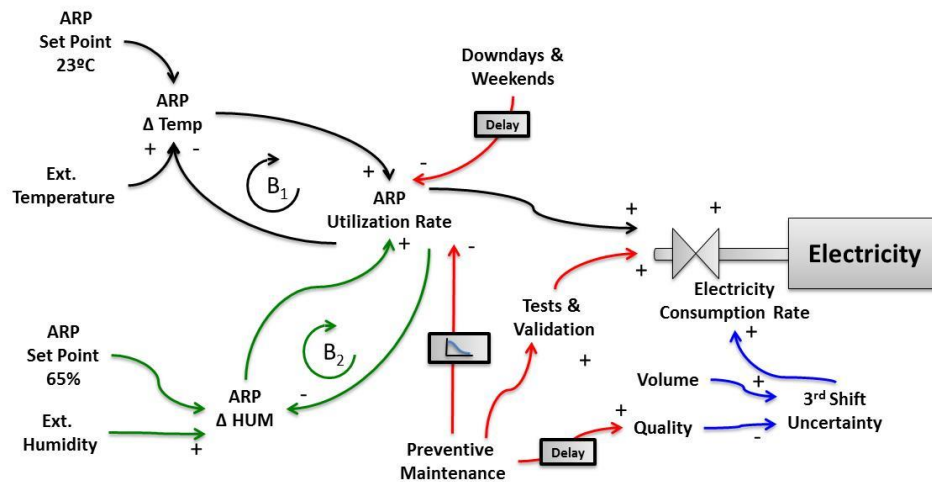 ARP
Set Point
23ºC
Downdays &
Weekends
ARP
Δ Temp
Delay
+ -
Ext.
Temperature
B1
+
-
ARP
Utilization Rate
+
-
+
+
+
Electricity
Electricity
Consumption Rate
+
Tests &
Validation
+
ARP
Set Point
65%
B2
-
ARP
Δ HUM
Ext.
Humidity
+
Volume
+
3rd Shift
Uncertainty
+
Quality
-
Preventive
Maintenance
Delay